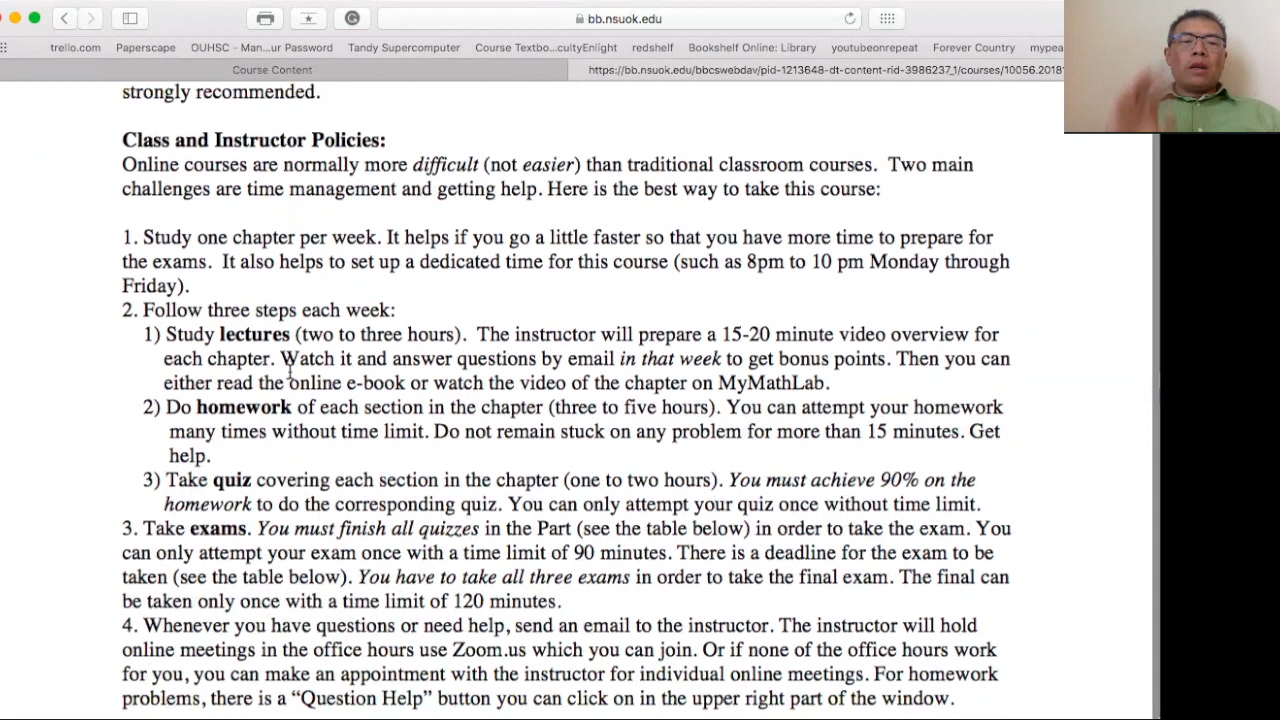 bb.nsuok.edu
trello.com Paperscape OUHSC - Man...ur Password Tandy Supercomputer Course Textbo...cultyEnlight redshelf Bookshelf Online: Library youtubeonrepeat Forever Country mypea
Course Content https://bb.nsuok.edu/bbcswebdav/pid-1213648-dt-content-rid-3986237_1/courses/10056.2018
strongly recommended.
Class and Instructor Policies:
Online courses are normally more difficult (not easier) than traditional classroom courses. Two main
challenges are time management and getting help. Here is the best way to take this course:
1. Study one chapter per week. It helps if you go a little faster so that you have more time to prepare for
the exams. It also helps to set up a dedicated time for this course (such as 8pm to 10 pm Monday through
Friday).
2. Follow three steps each week:
1) Study lectures (two to three hours). The instructor will prepare a 15-20 minute video overview for
each chapter. Watch it and answer questions by email in that week to get bonus points. Then you can
either read the online e-book or watch the video of the chapter on MyMathLab.
2) Do homework of each section in the chapter (three to five hours). You can attempt your homework
many times without time limit. Do not remain stuck on any problem for more than 15 minutes. Get
help.
3) Take quiz covering each section in the chapter (one to two hours). You must achieve 90% on the
homework to do the corresponding quiz. You can only attempt your quiz once without time limit.
3. Take exams. You must finish all quizzes in the Part (see the table below) in order to take the exam. You
can only attempt your exam once with a time limit of 90 minutes. There is a deadline for the exam to be
taken (see the table below). You have to take all three exams in order to take the final exam. The final can
be taken only once with a time limit of 120 minutes.
4. Whenever you have questions or need help, send an email to the instructor. The instructor will hold
online meetings in the office hours use Zoom.us which you can join. Or if none of the office hours work
for you, you can make an appointment with the instructor for individual online meetings. For homework
problems, there is a “Question Help” button you can click on in the upper right part of the window.